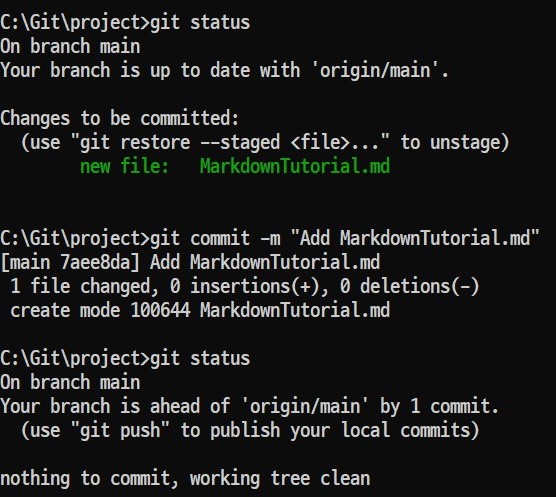 C:\Git\project>git status
On branch main
Your branch is up to date with 'origin/main'.
Changes to be committed:
  (use "git restore --staged <file>..." to unstage)
        new file:   MarkdownTutorial.md
C:\Git\project>git commit -m "Add MarkdownTutorial.md"
[main 7aee8da] Add MarkdownTutorial.md
 1 file changed, 0 insertions(+), 0 deletions(-)
 create mode 100644 MarkdownTutorial.md
C:\Git\project>git status
On branch main
Your branch is ahead of 'origin/main' by 1 commit.
  (use "git push" to publish your local commits)
nothing to commit, working tree clean